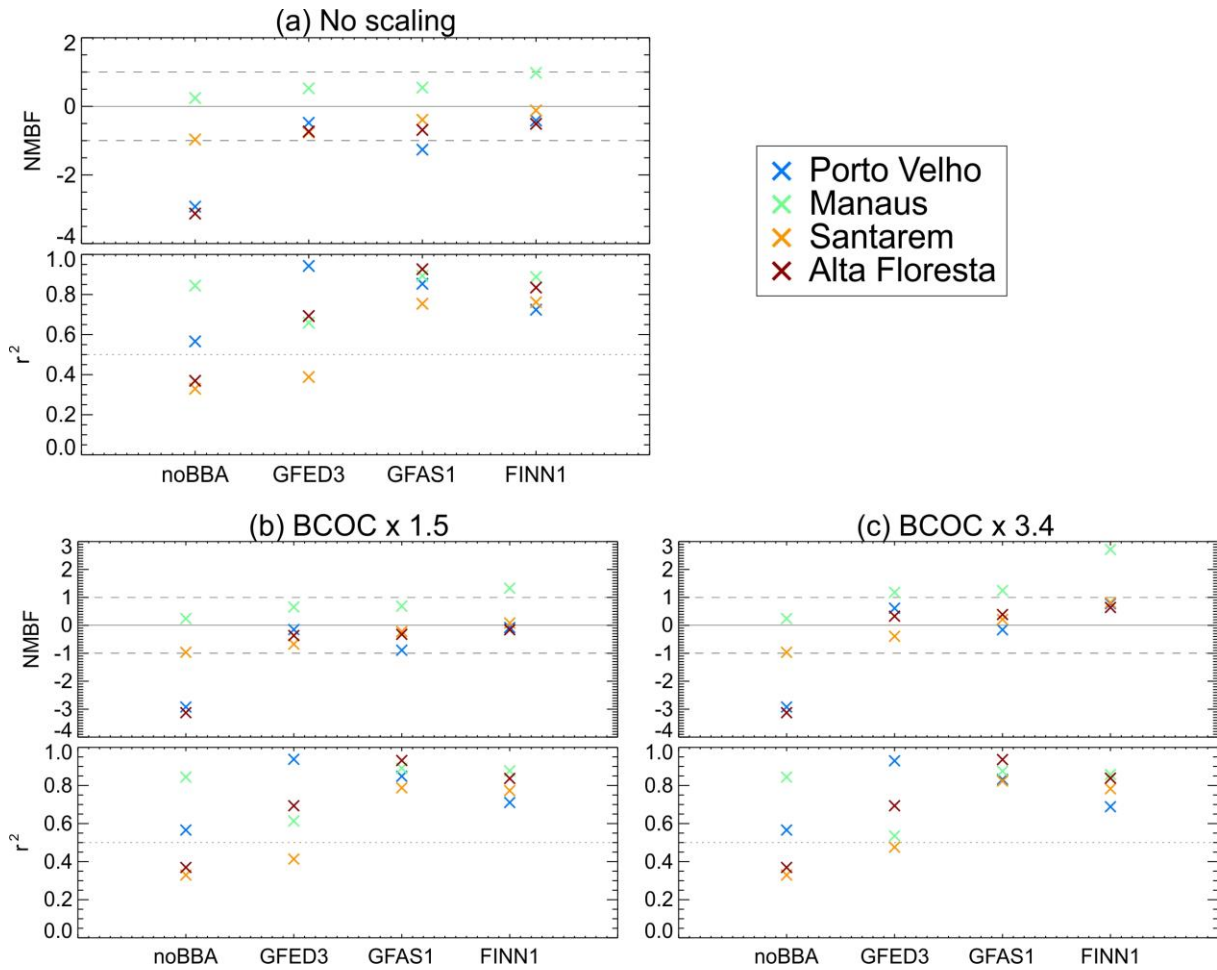 (a) No scaling
2
0
-2
-4
NMBF
1.0
0.8
0.6
0.4
0.2
0.0
r²
noBBA GFED3 GFAS1 FINN1
Porto Velho
Manaus
Santarem
Alta Floresta
(b) BCOC x 1.5
3
2
1
0
-1
-2
-3
-4
NMBF
1.0
0.8
0.6
0.4
0.2
0.0
r²
noBBA GFED3 GFAS1 FINN1
(c) BCOC x 3.4
3
2
1
0
-1
-2
-3
-4
NMBF
1.0
0.8
0.6
0.4
0.2
0.0
r²
noBBA GFED3 GFAS1 FINN1